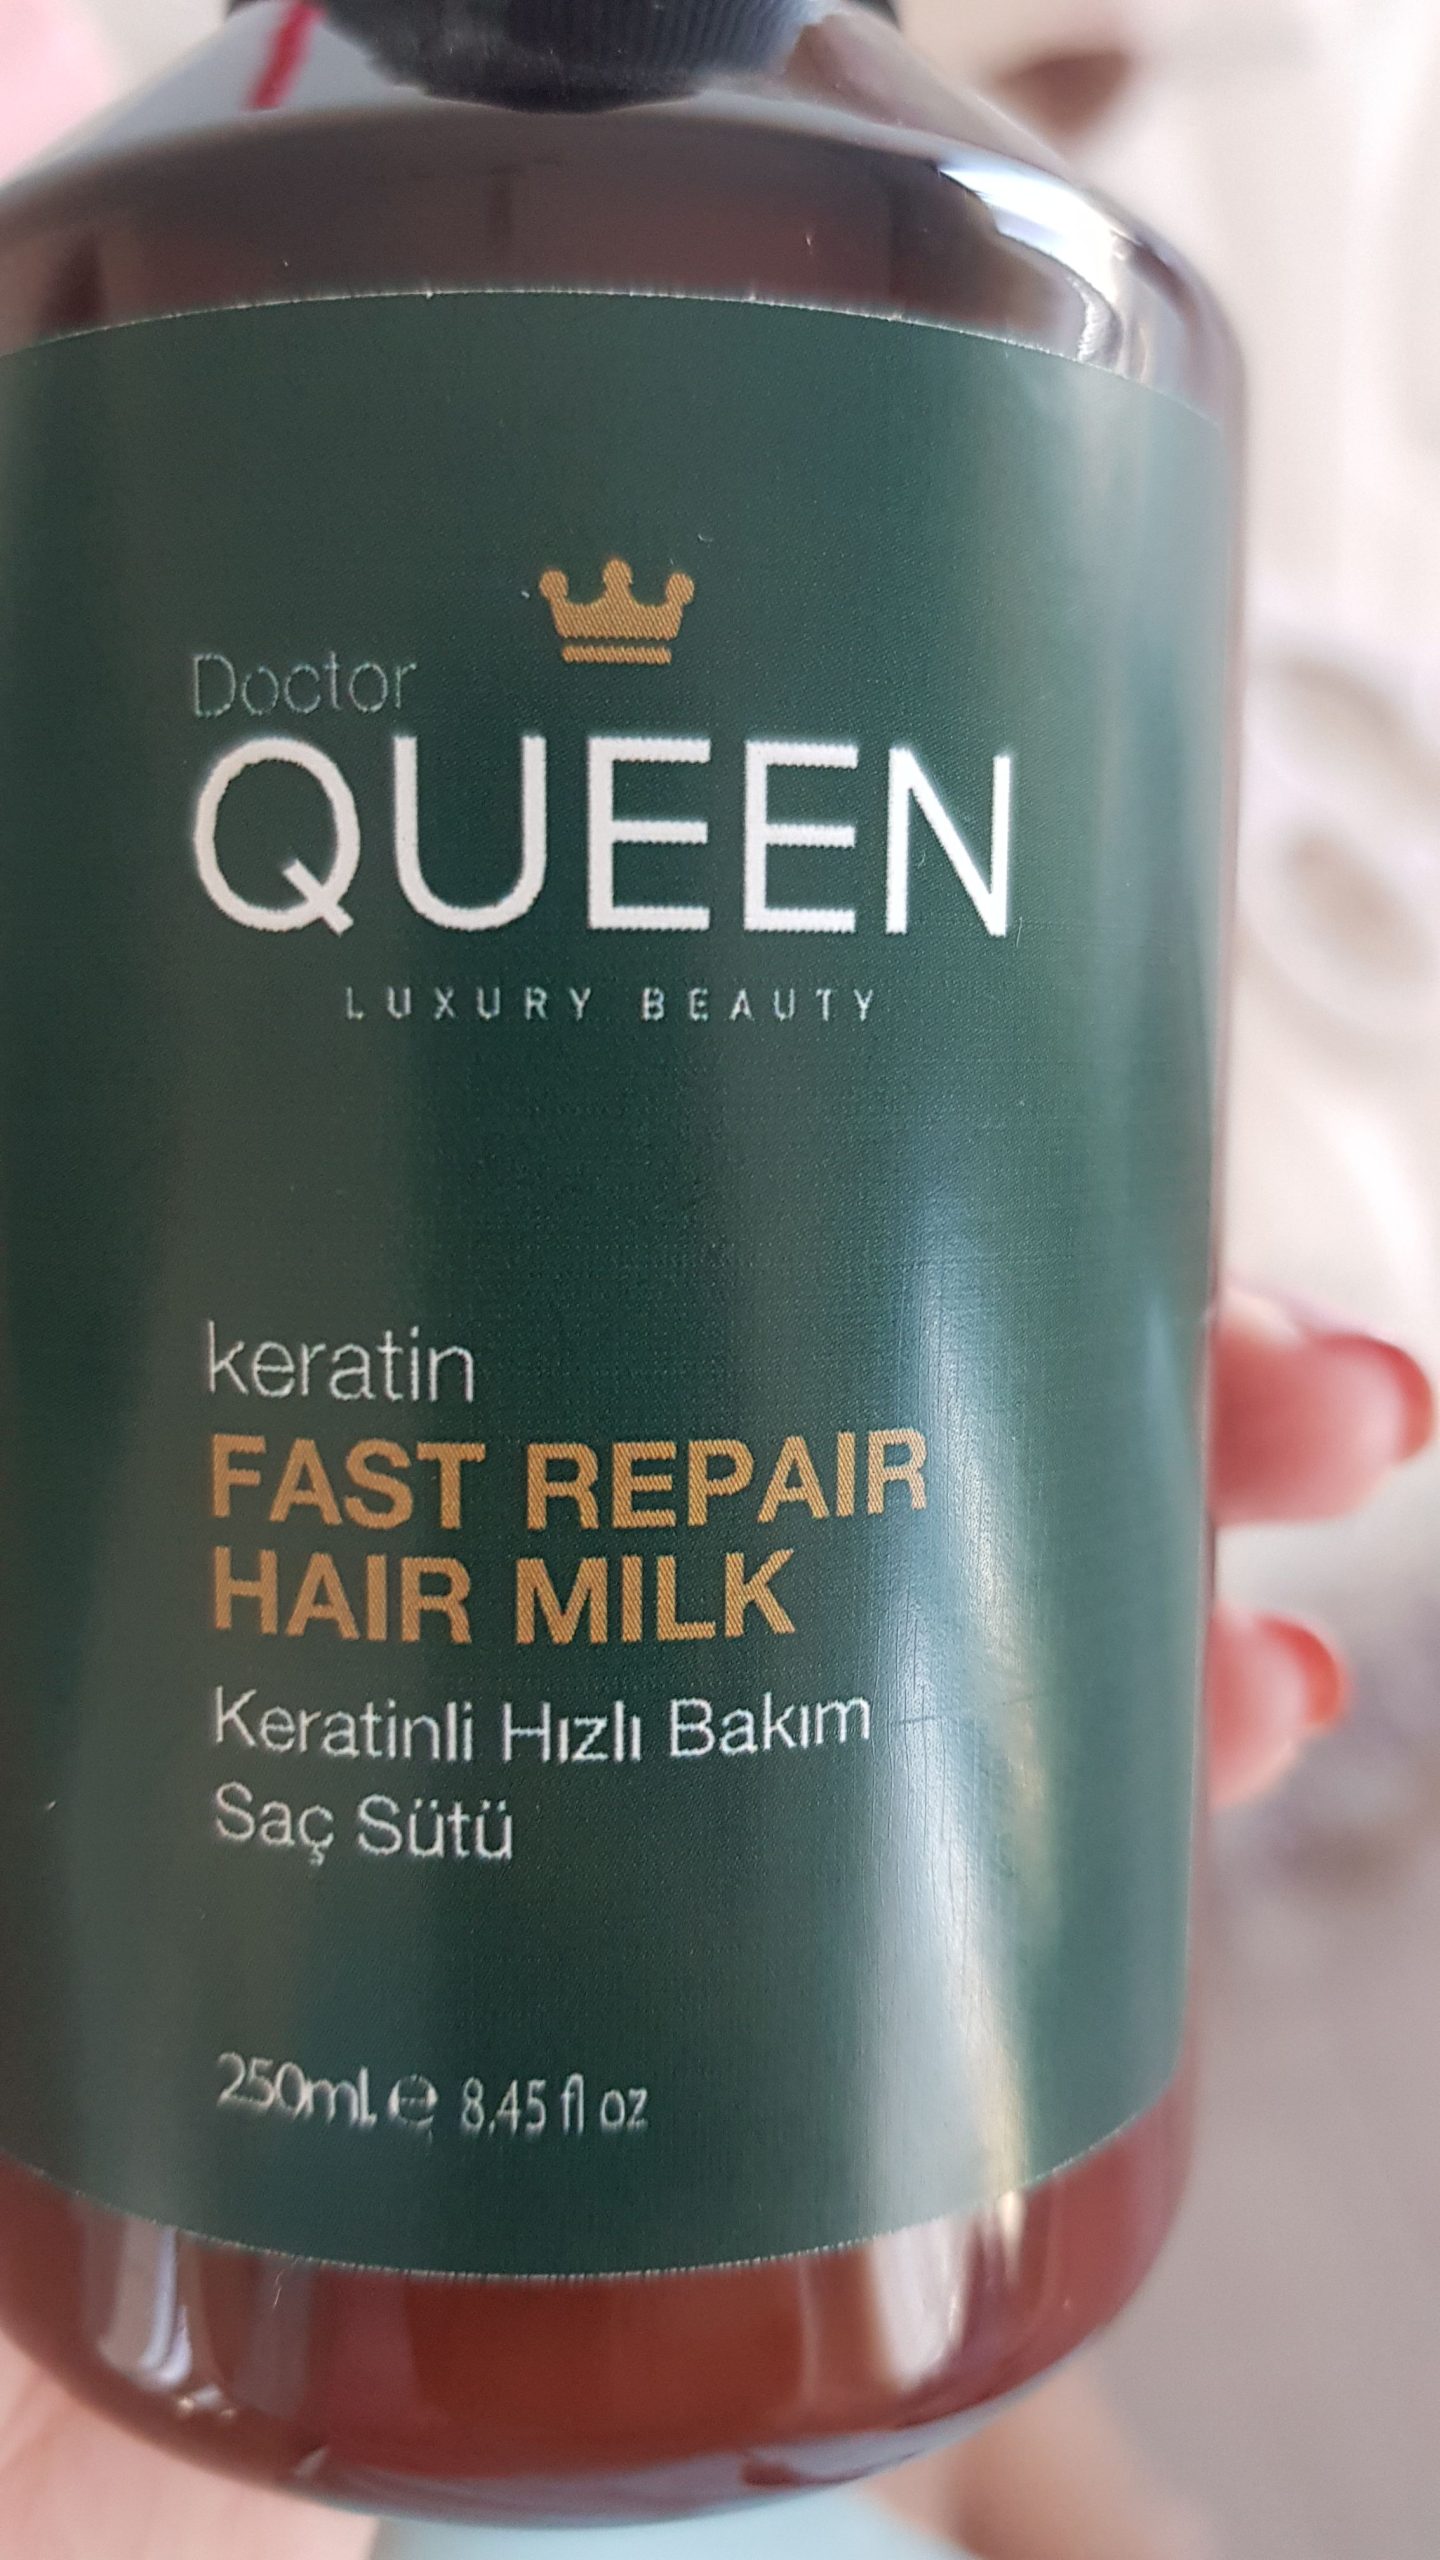 Doctor
QUEEN
LUXURY BEAUTY
keratin
FAST REPAIR
HAIR MILK
Keratinli Hızlı Bakım
Saç Sütü
250ml. e 8.45 fl oz